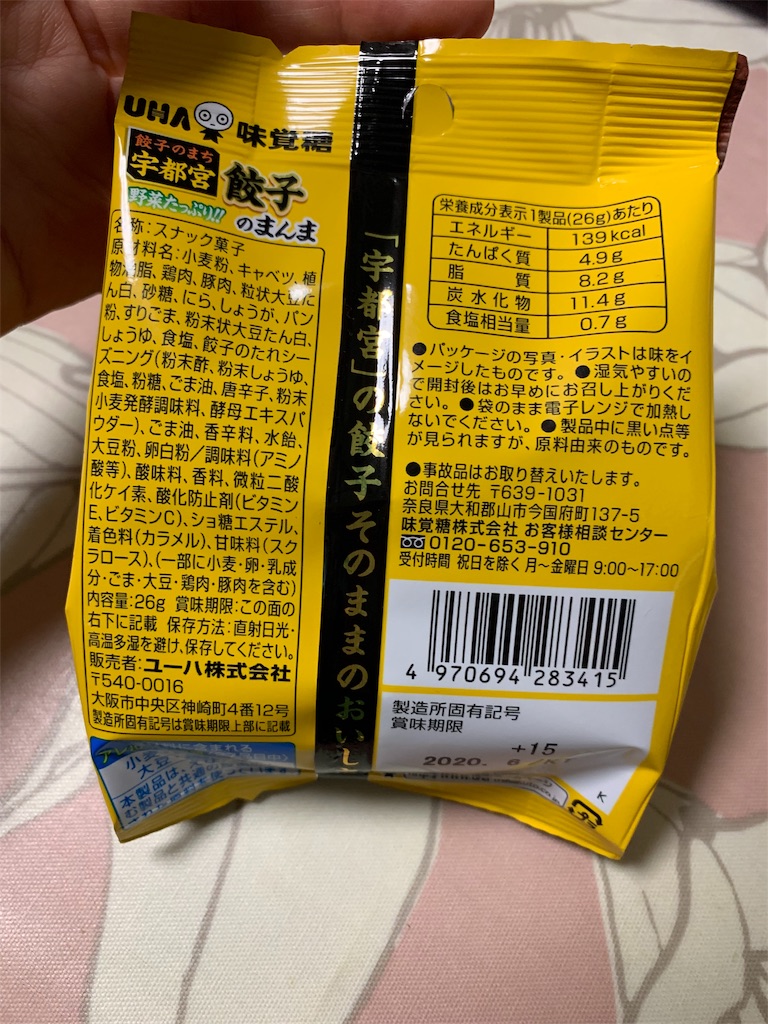 UHA 味覚糖
餃子のまち
宇都宮
餃子
のまんま
野菜たっぷり!!
名称:スナック菓子
原材料名:小麦粉、キャベツ、植
物油脂、鶏肉、豚肉、粒状大豆た
ん白、砂糖、にら、しょうが、パン
粉、すりごま、粉末状大豆たん白、
しょうゆ、食塩、餃子のたれシー
ズニング(粉末酢、粉末しょうゆ、
食塩、粉糖、ごま油、唐辛子、粉末
小麦発酵調味料、酵母エキスパ
ウダー)、ごま油、香辛料、水飴、
大豆粉、卵白粉/調味料(アミノ
酸等)、酸味料、香料、微粒二酸
化ケイ素、酸化防止剤(ビタミン
E、ビタミンC)、ショ糖エステル、
着色料(カラメル)、甘味料(スク
ラロース)、(一部に小麦・卵・乳成
分・ごま・大豆・鶏肉・豚肉を含む)
内容量:26g 賞味期限:この面の
右下に記載 保存方法:直射日光・
高温多湿を避け、保存してください。
販売者:ユーハ株式会社
〒540-0016
大阪市中央区神崎町4番12号
製造所固有記号は賞味期限上部に記載
小麦
大豆
本製品は、
「宇都宮」の餃子そのままのおいし
栄養成分表示1製品(26g)あたり
エネルギー 139kcal
たんぱく質 4.9g
脂質 8.2g
炭水化物 11.4g
食塩相当量 0.7g
●パッケージの写真・イラストは味をイ
メージしたものです。●湿気やすいの
で開封後はお早めにお召し上がりくだ
さい。●袋のまま電子レンジで加熱し
ないでください。●製品中に黒い点等
が見られますが、原料由来のものです。
●事故品はお取り替えいたします。
お問合せ先 〒639-1031
奈良県大和郡山市今国府町137-5
味覚糖株式会社 お客様相談センター
0120-653-910
受付時間 祝日を除く月~金曜日 9:00~17:00
4 970694 283415
製造所固有記号
賞味期限
+15
2020.
K